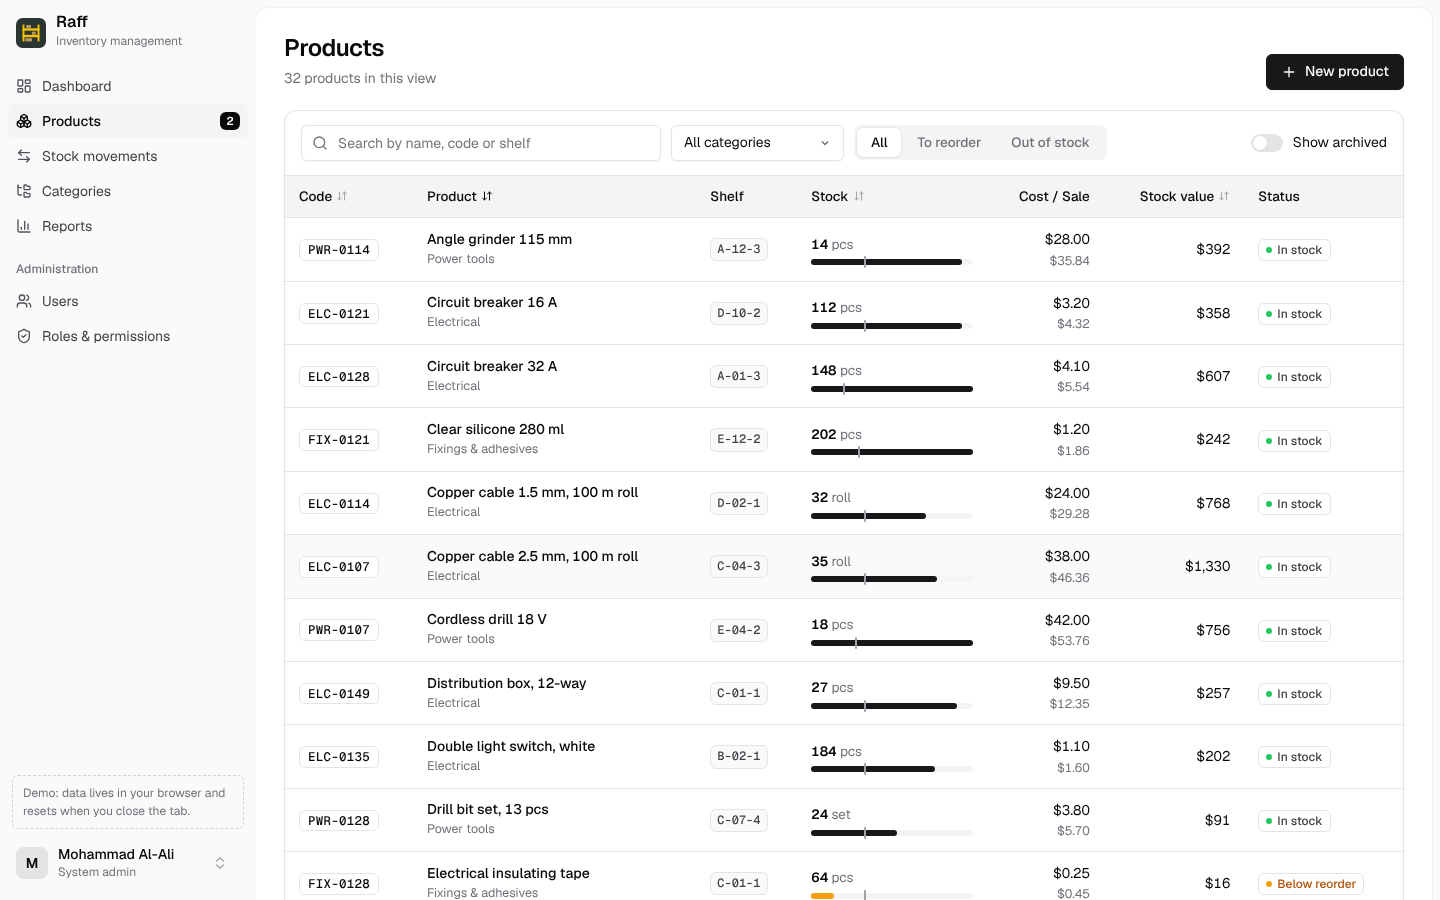 Raff
Inventory management
Dashboard
Products 2
Stock movements
Categories
Reports
Administration
Users
Roles & permissions
Demo: data lives in your browser and
resets when you close the tab.
M
Mohammad Al-Ali
System admin
Products
32 products in this view
New product
Search by name, code or shelf
All categories
All To reorder Out of stock
Show archived
Code Product Shelf Stock Cost / Sale Stock value Status
PWR-0114 Angle grinder 115 mm Power tools A-12-3 14 pcs $28.00 $35.84 $392 In stock
ELC-0121 Circuit breaker 16 A Electrical D-10-2 112 pcs $3.20 $4.32 $358 In stock
ELC-0128 Circuit breaker 32 A Electrical A-01-3 148 pcs $4.10 $5.54 $607 In stock
FIX-0121 Clear silicone 280 ml Fixings & adhesives E-12-2 202 pcs $1.20 $1.86 $242 In stock
ELC-0114 Copper cable 1.5 mm, 100 m roll Electrical D-02-1 32 roll $24.00 $29.28 $768 In stock
ELC-0107 Copper cable 2.5 mm, 100 m roll Electrical C-04-3 35 roll $38.00 $46.36 $1,330 In stock
PWR-0107 Cordless drill 18 V Power tools E-04-2 18 pcs $42.00 $53.76 $756 In stock
ELC-0149 Distribution box, 12-way Electrical C-01-1 27 pcs $9.50 $12.35 $257 In stock
ELC-0135 Double light switch, white Electrical B-02-1 184 pcs $1.10 $1.60 $202 In stock
PWR-0128 Drill bit set, 13 pcs Power tools C-07-4 24 set $3.80 $5.70 $91 In stock
FIX-0128 Electrical insulating tape Fixings & adhesives C-01-1 64 pcs $0.25 $0.45 $16 Below reorder